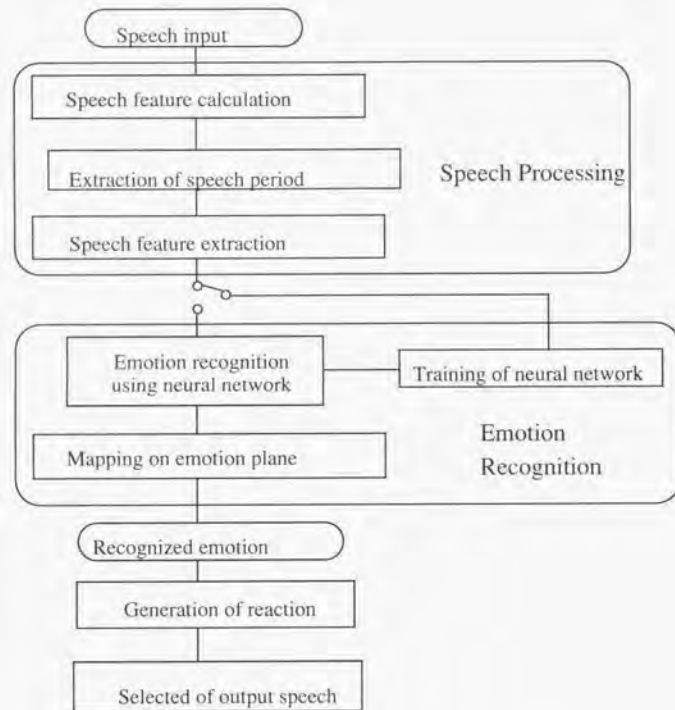 Speech input
Speech feature calculation
Extraction of speech period
Speech Processing
Speech feature extraction
Emotion recognition
using neural network
Training of neural network
Emotion
Recognition
Mapping on emotion plane
Recognized emotion
Generation of reaction
Selected of output speech